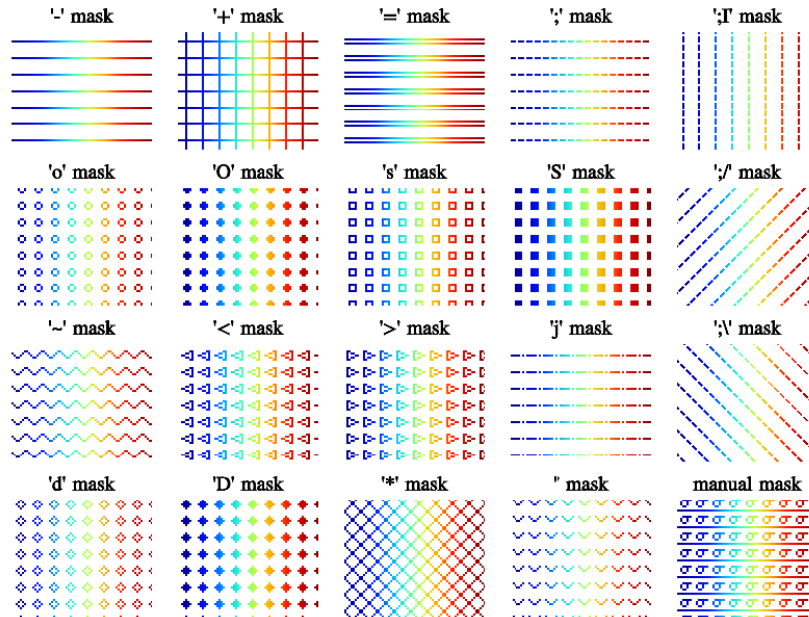 '-' mask
'+' mask
'=' mask
';' mask
';I' mask
'o' mask
'O' mask
's' mask
'S' mask
';/' mask
'~' mask
'<' mask
'>' mask
'j' mask
';\' mask
'd' mask
'D' mask
'*' mask
'' mask
manual mask